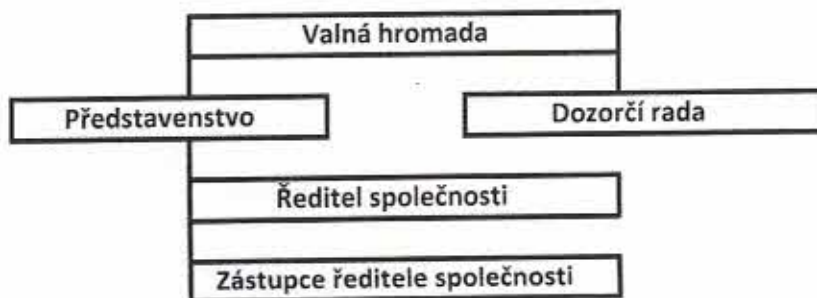 Valná hromada
Představenstvo
Dozorčí rada
Ředitel společnosti
Zástupce ředitele společnosti